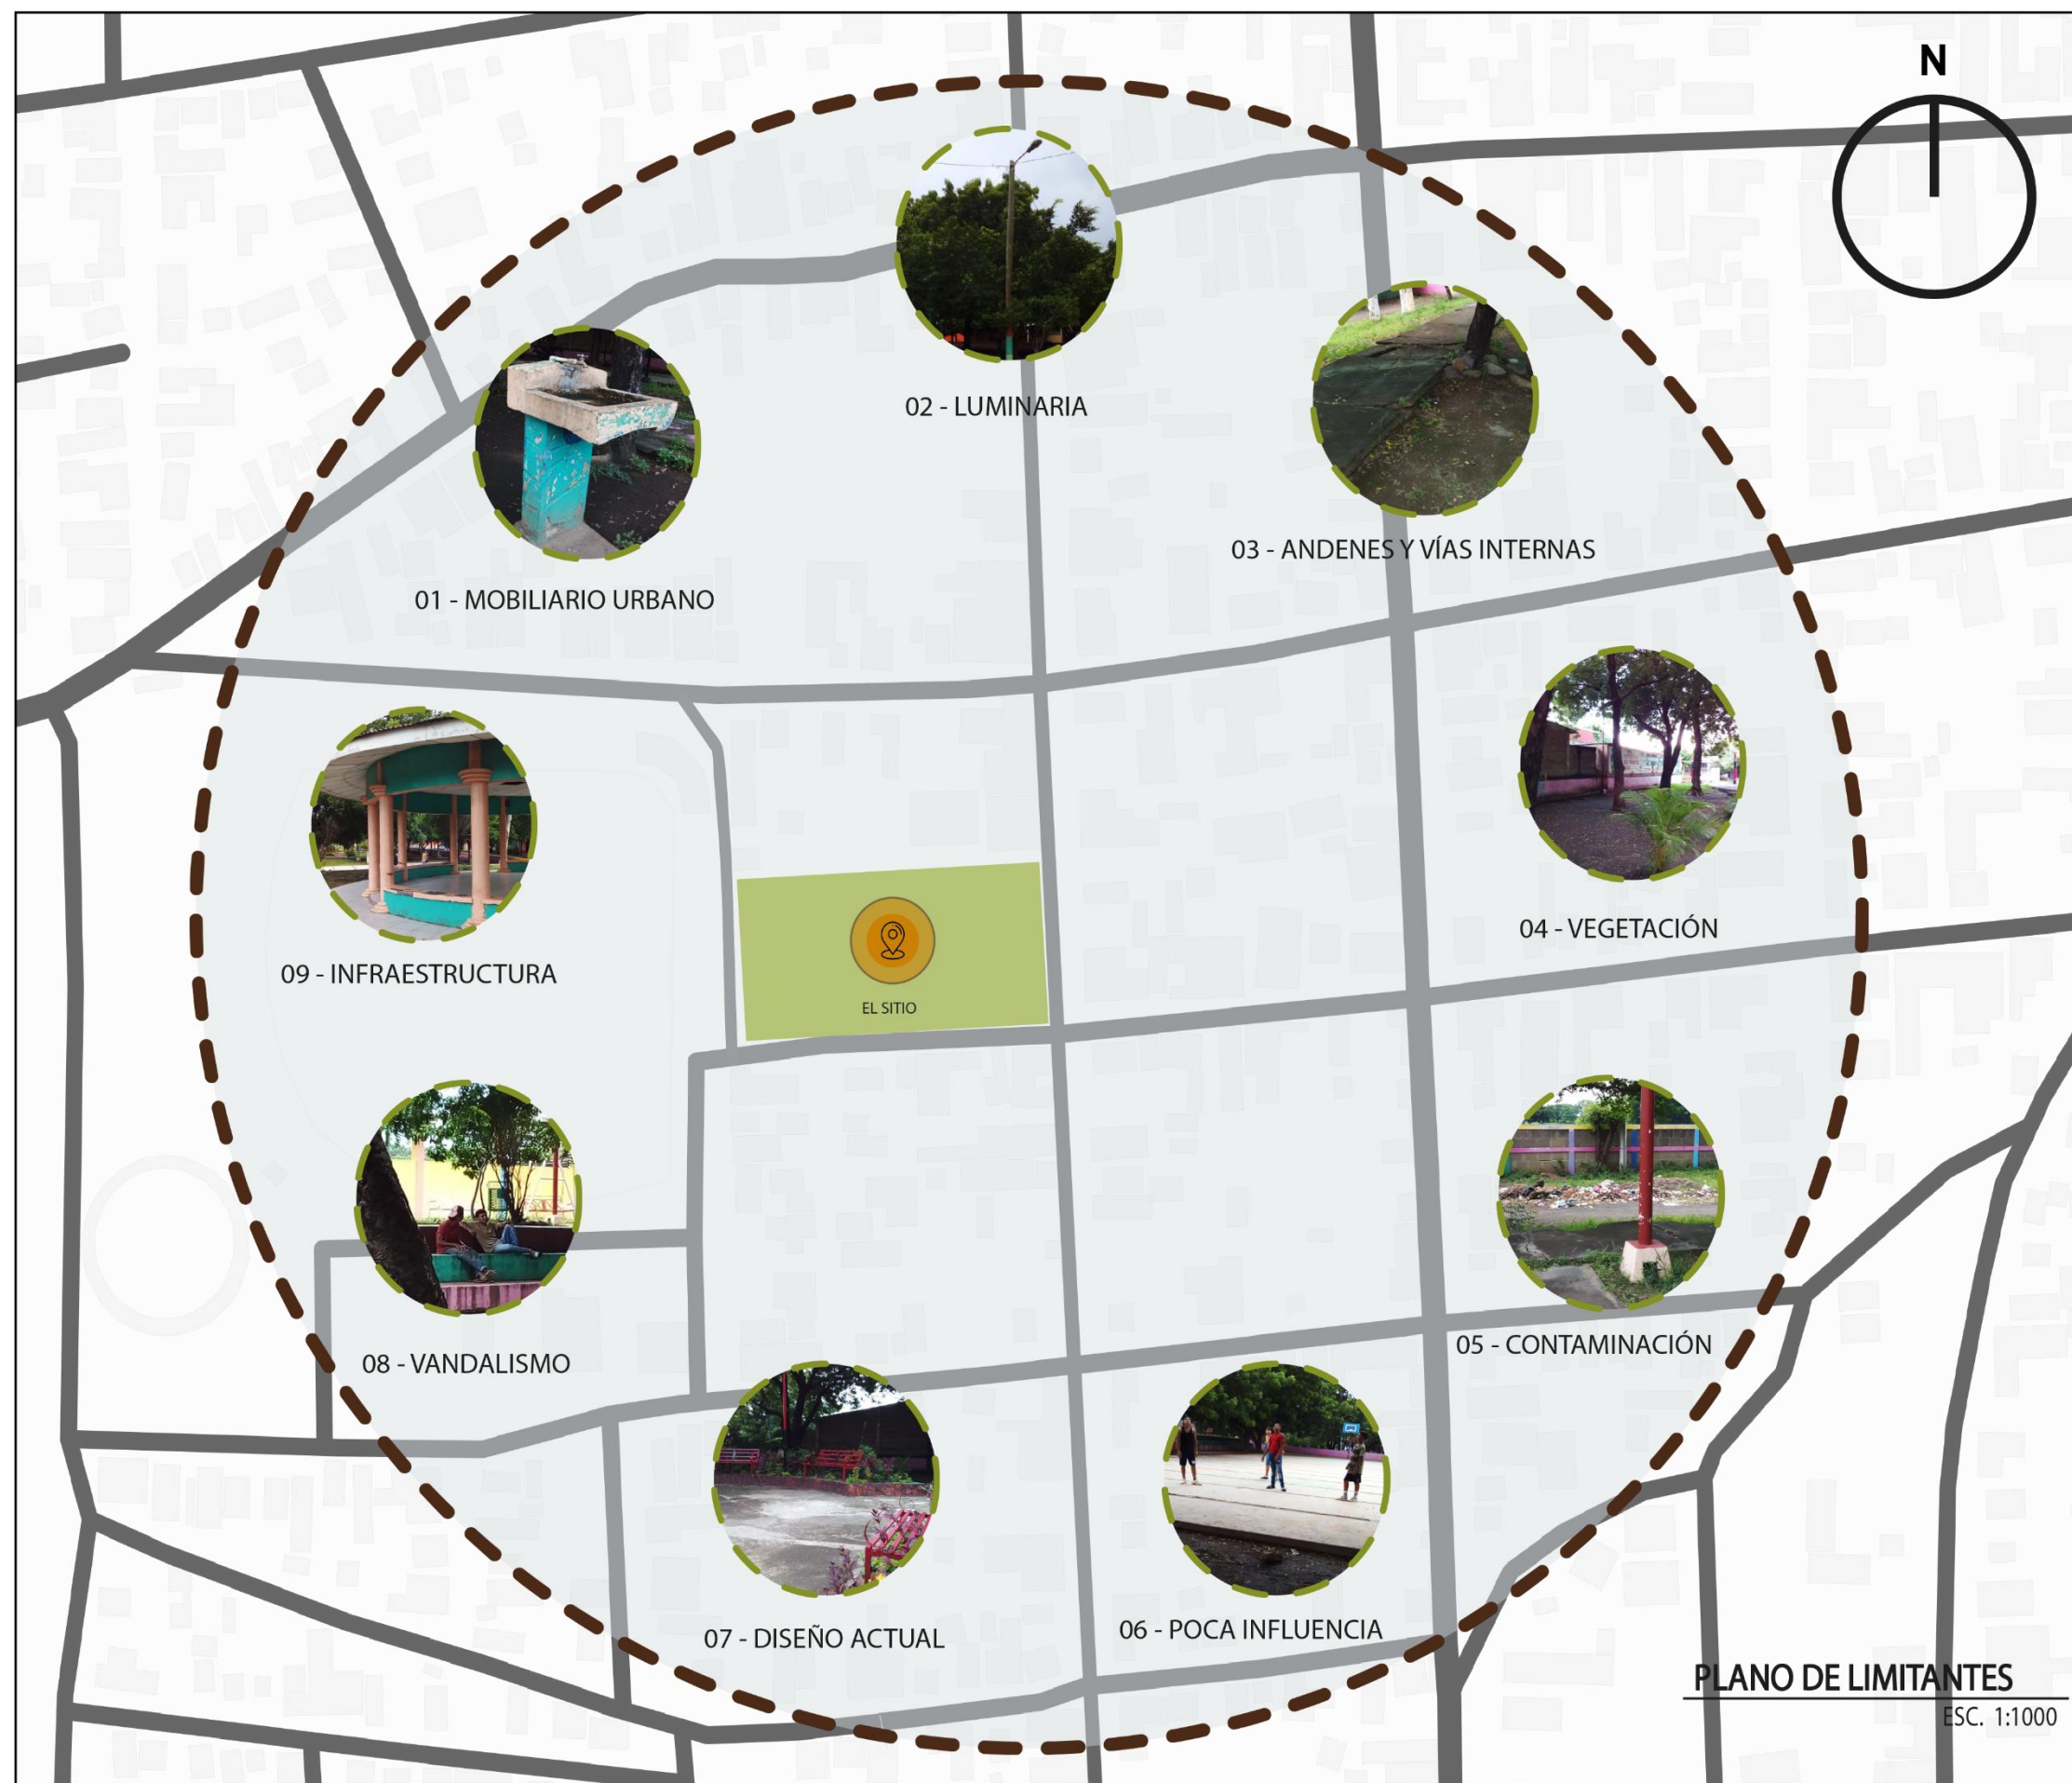 N
02 - LUMINARIA
03 - ANDENES Y VÍAS INTERNAS
01 - MOBILIARIO URBANO
04 - VEGETACIÓN
09 - INFRAESTRUCTURA
EL SITIO
05 - CONTAMINACIÓN
08 - VANDALISMO
06 - POCA INFLUENCIA
07 - DISEÑO ACTUAL
PLANO DE LIMITANTES
ESC. 1:1000